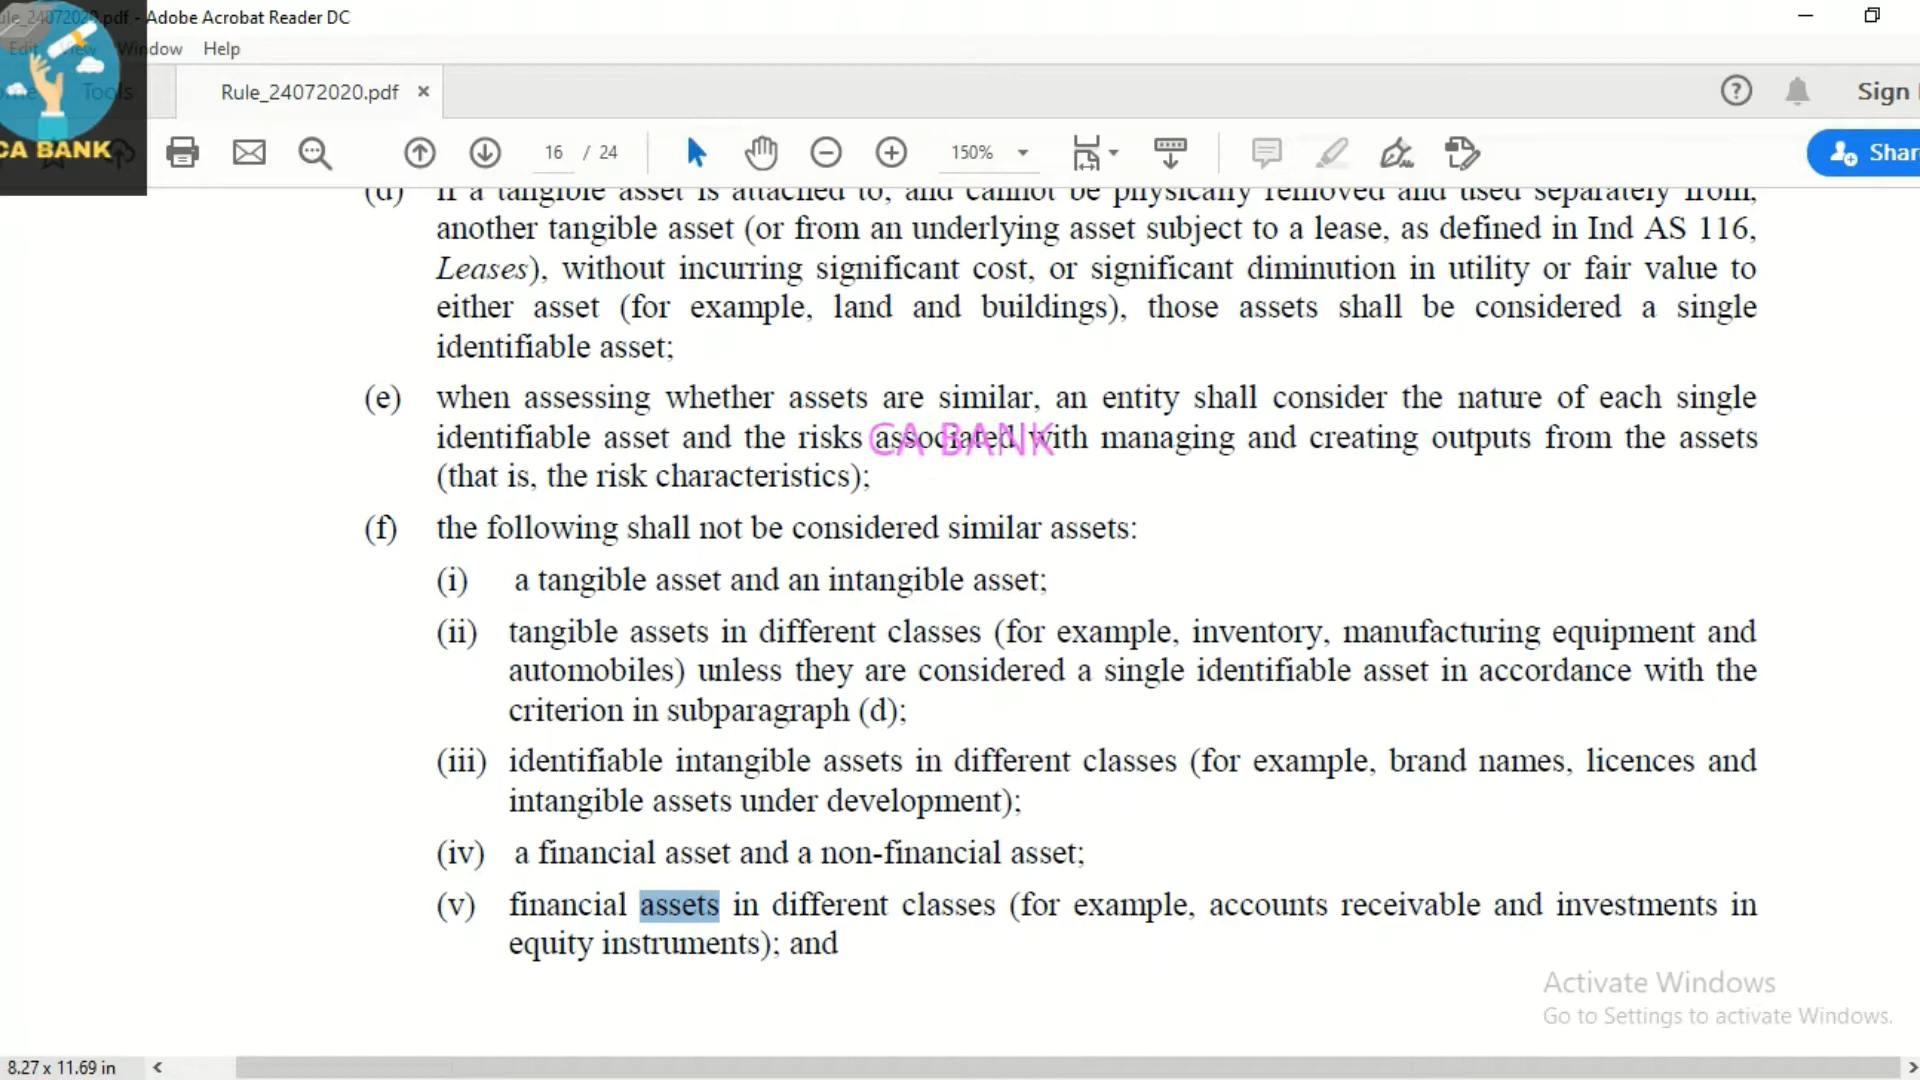 ule_24072020.pdf - Adobe Acrobat Reader DC
Edit View Window Help
Tools
Rule_24072020.pdf ×
Sign
CA BANK
16 / 24
150%
Shar
(d) if a tangible asset is attached to, and cannot be physically removed and used separately from,
another tangible asset (or from an underlying asset subject to a lease, as defined in Ind AS 116,
Leases), without incurring significant cost, or significant diminution in utility or fair value to
either asset (for example, land and buildings), those assets shall be considered a single
identifiable asset;
(e) when assessing whether assets are similar, an entity shall consider the nature of each single
identifiable asset and the risks associated with managing and creating outputs from the assets
CA BANK
(that is, the risk characteristics);
(f) the following shall not be considered similar assets:
(i) a tangible asset and an intangible asset;
(ii) tangible assets in different classes (for example, inventory, manufacturing equipment and
automobiles) unless they are considered a single identifiable asset in accordance with the
criterion in subparagraph (d);
(iii) identifiable intangible assets in different classes (for example, brand names, licences and
intangible assets under development);
(iv) a financial asset and a non-financial asset;
(v) financial assets in different classes (for example, accounts receivable and investments in
equity instruments); and
Activate Windows
Go to Settings to activate Windows.
8.27 x 11.69 in